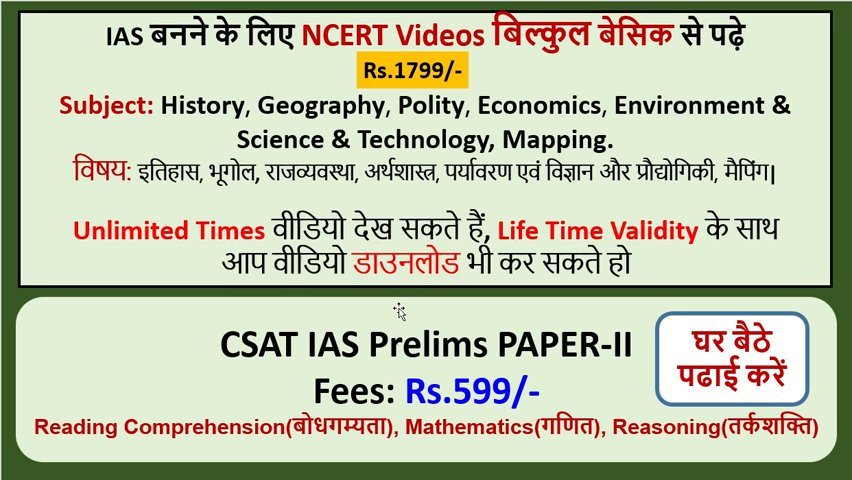 IAS बनने के लिए NCERT Videos बिल्कुल बेसिक से पढ़े
Rs.1799/-
Subject: History, Geography, Polity, Economics, Environment &
Science & Technology, Mapping.
विषय: इतिहास, भूगोल, राजव्यवस्था, अर्थशास्त्र, पर्यावरण एवं विज्ञान और प्रौद्योगिकी, मैपिंग|
Unlimited Times वीडियो देख सकते हैं, Life Time Validity के साथ
आप वीडियो डाउनलोड भी कर सकते हो
CSAT IAS Prelims PAPER-II
Fees: Rs.599/-
घर बैठे
पढाई करें
Reading Comprehension(बोधगम्यता), Mathematics(गणित), Reasoning(तर्कशक्ति)